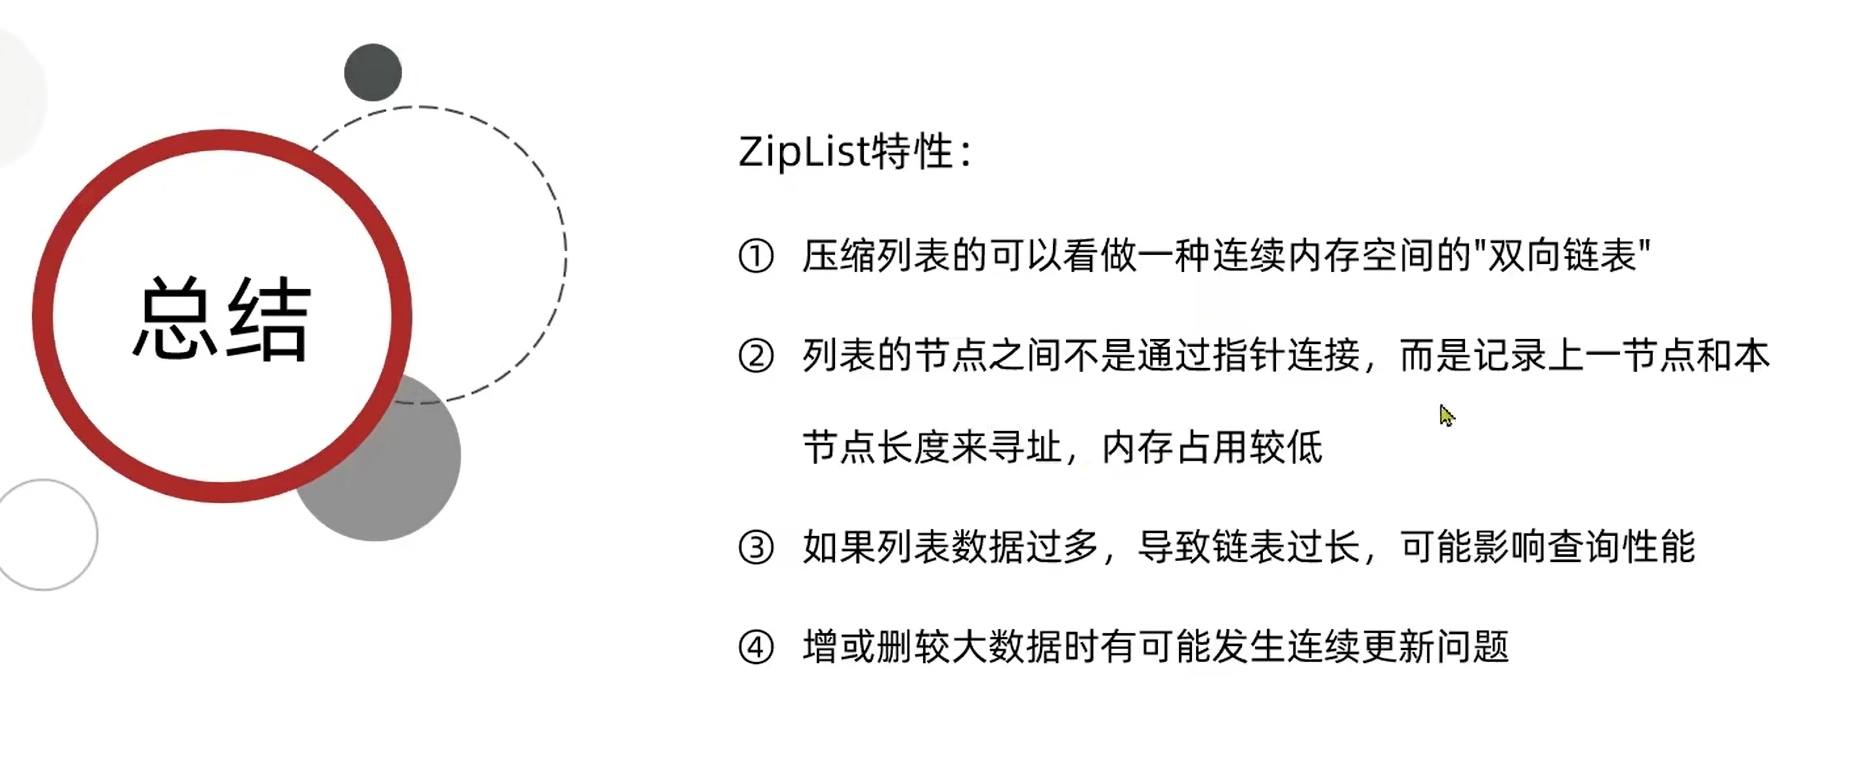 总结
ZipList特性：
① 压缩列表的可以看做一种连续内存空间的"双向链表"
② 列表的节点之间不是通过指针连接，而是记录上一节点和本
节点长度来寻址，内存占用较低
③ 如果列表数据过多，导致链表过长，可能影响查询性能
④ 增或删较大数据时有可能发生连续更新问题